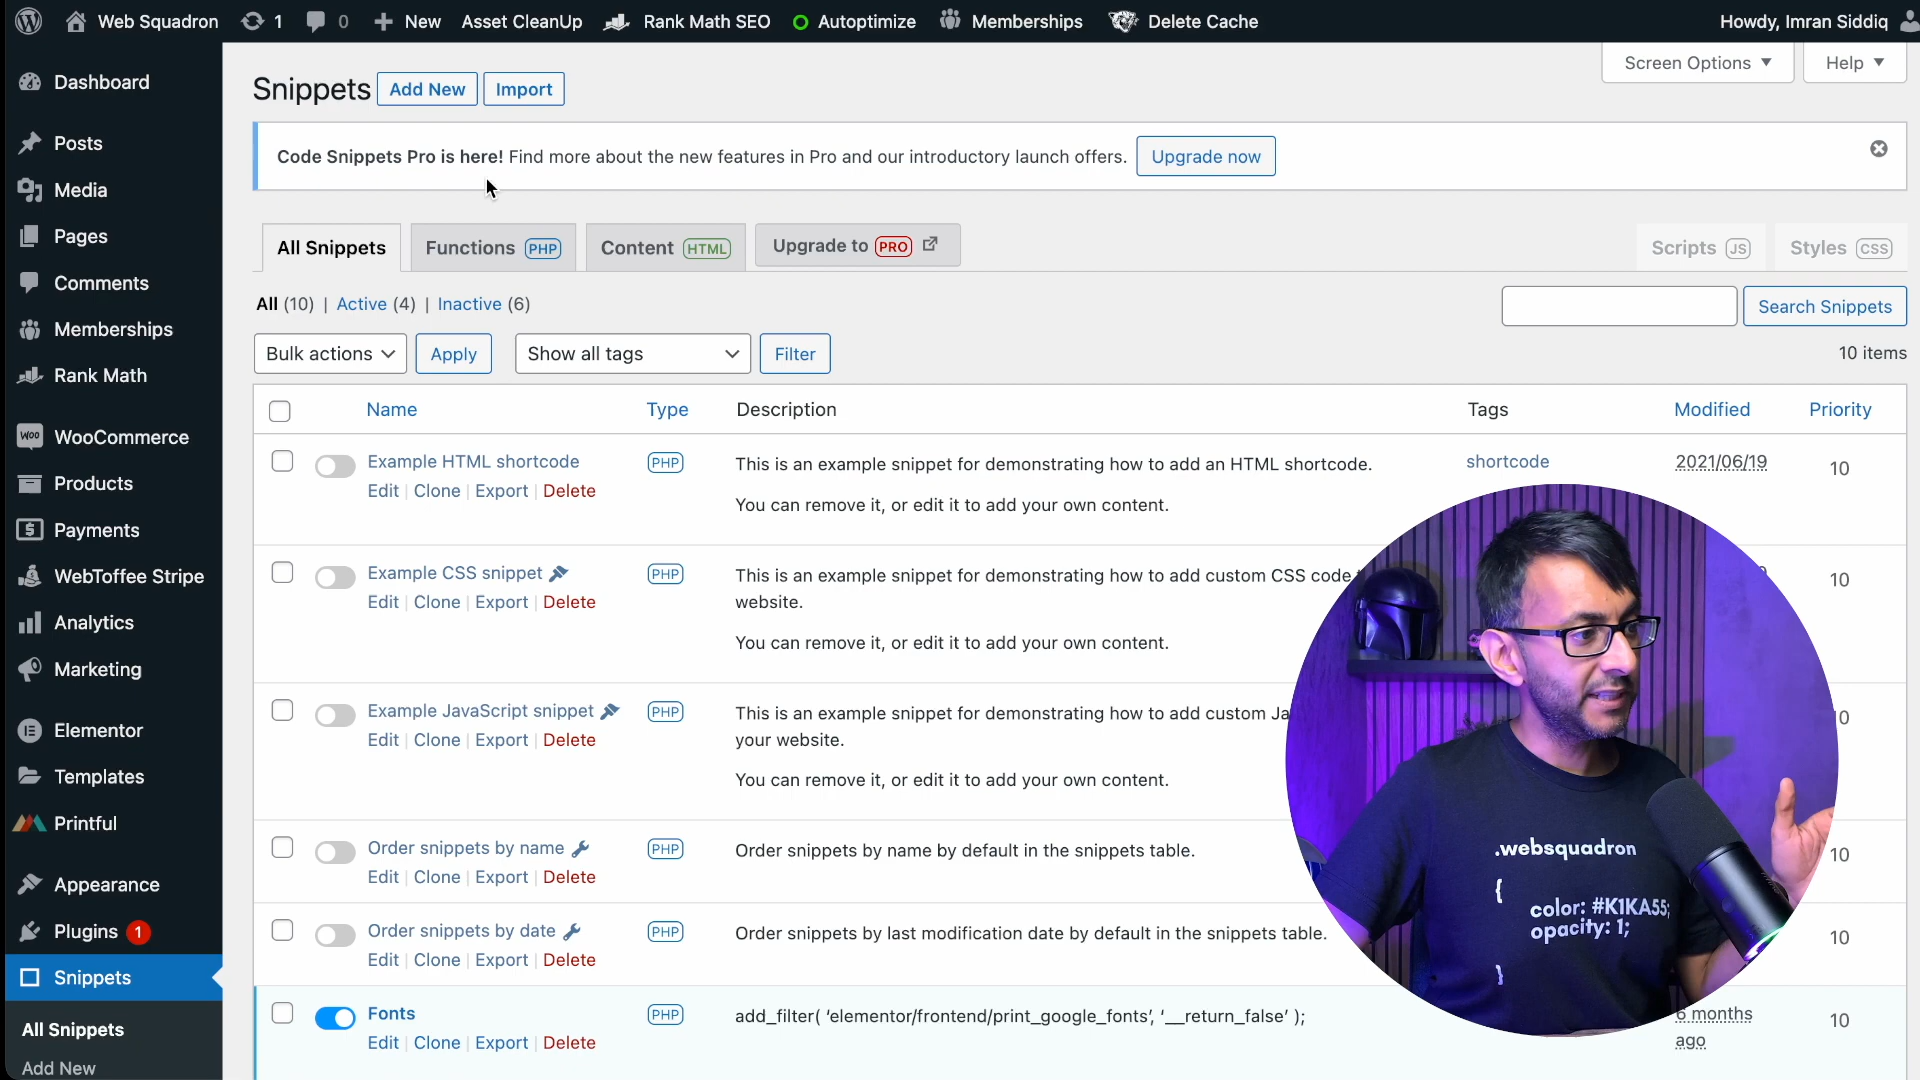 Web Squadron 1 0 New Asset CleanUp Rank Math SEO Autoptimize Memberships Delete Cache Howdy, Imran Siddiq
Screen Options Help
Dashboard
Posts
Media
Pages
Comments
Memberships
Rank Math
WOO WooCommerce
Products
Payments
WebToffee Stripe
Analytics
Marketing
Elementor
Templates
Printful
Appearance
Plugins 1
Snippets
All Snippets
Add New
Snippets Add New Import
Code Snippets Pro is here! Find more about the new features in Pro and our introductory launch offers. Upgrade now
All Snippets Functions PHP Content HTML Upgrade to PRO Scripts JS Styles CSS
All (10) | Active (4) | Inactive (6)
Search Snippets
Bulk actions Apply Show all tags Filter
10 items
Name Type Description Tags Modified Priority
Example HTML shortcode PHP This is an example snippet for demonstrating how to add an HTML shortcode. shortcode 2021/06/19 10
Edit | Clone | Export | Delete
You can remove it, or edit it to add your own content.
Example CSS snippet PHP This is an example snippet for demonstrating how to add custom CSS code 10
website.
Edit | Clone | Export | Delete
You can remove it, or edit it to add your own content.
Example JavaScript snippet PHP This is an example snippet for demonstrating how to add custom Ja 0
your website.
Edit | Clone | Export | Delete
You can remove it, or edit it to add your own content.
Order snippets by name PHP Order snippets by name by default in the snippets table. 10
Edit | Clone | Export | Delete
Order snippets by date PHP Order snippets by last modification date by default in the snippets table. 10
Edit | Clone | Export | Delete
Fonts PHP add_filter( ‘elementor/frontend/print_google_fonts’, ‘__return_false’ ); 6 months ago 10
Edit | Clone | Export | Delete
.websquadron
{
color: #K1KA55;
opacity: 1;
}